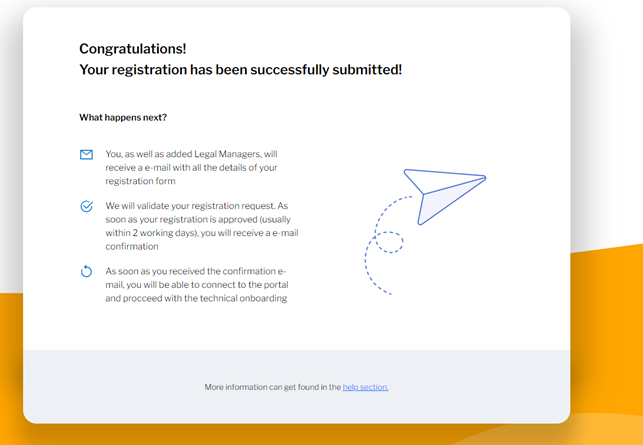 Congratulations!
Your registration has been successfully submitted!
What happens next?
You, as well as added Legal Managers, will
receive a e-mail with all the details of your
registration form
We will validate your registration request. As
soon as your registration is approved (usually
within 2 working days), you will receive a e-mail
confirmation
As soon as you received the confirmation e-
mail, you will be able to connect to the portal
and procceed with the technical onboarding
More information can get found in the help section.